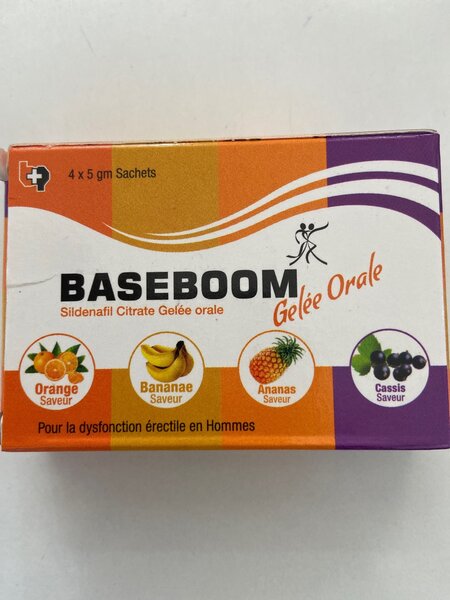 4 x 5 gm Sachets
BASEBOOM
Gelée Orale
Sildenafil Citrate Gelée orale
Orange
Saveur
Bananae
Saveur
Ananas
Saveur
Cassis
Saveur
Pour la dysfonction érectile en Hommes